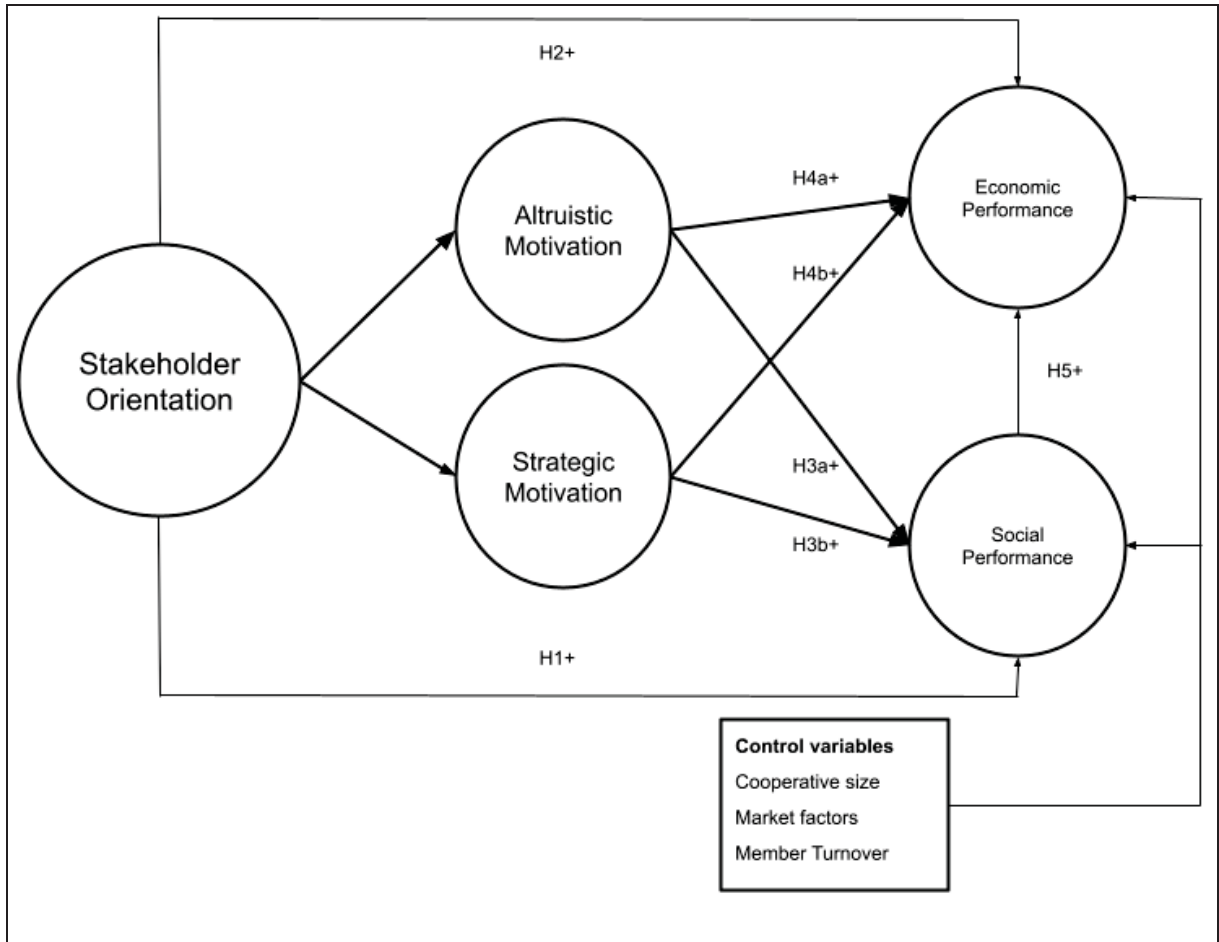 H2+
Altruistic
Motivation
H4a+
Economic
Performance
H4b+
Stakeholder
Orientation
H5+
Strategic
Motivation
H3a+
H3b+
Social
Performance
H1+
Control variables
Cooperative size
Market factors
Member Turnover